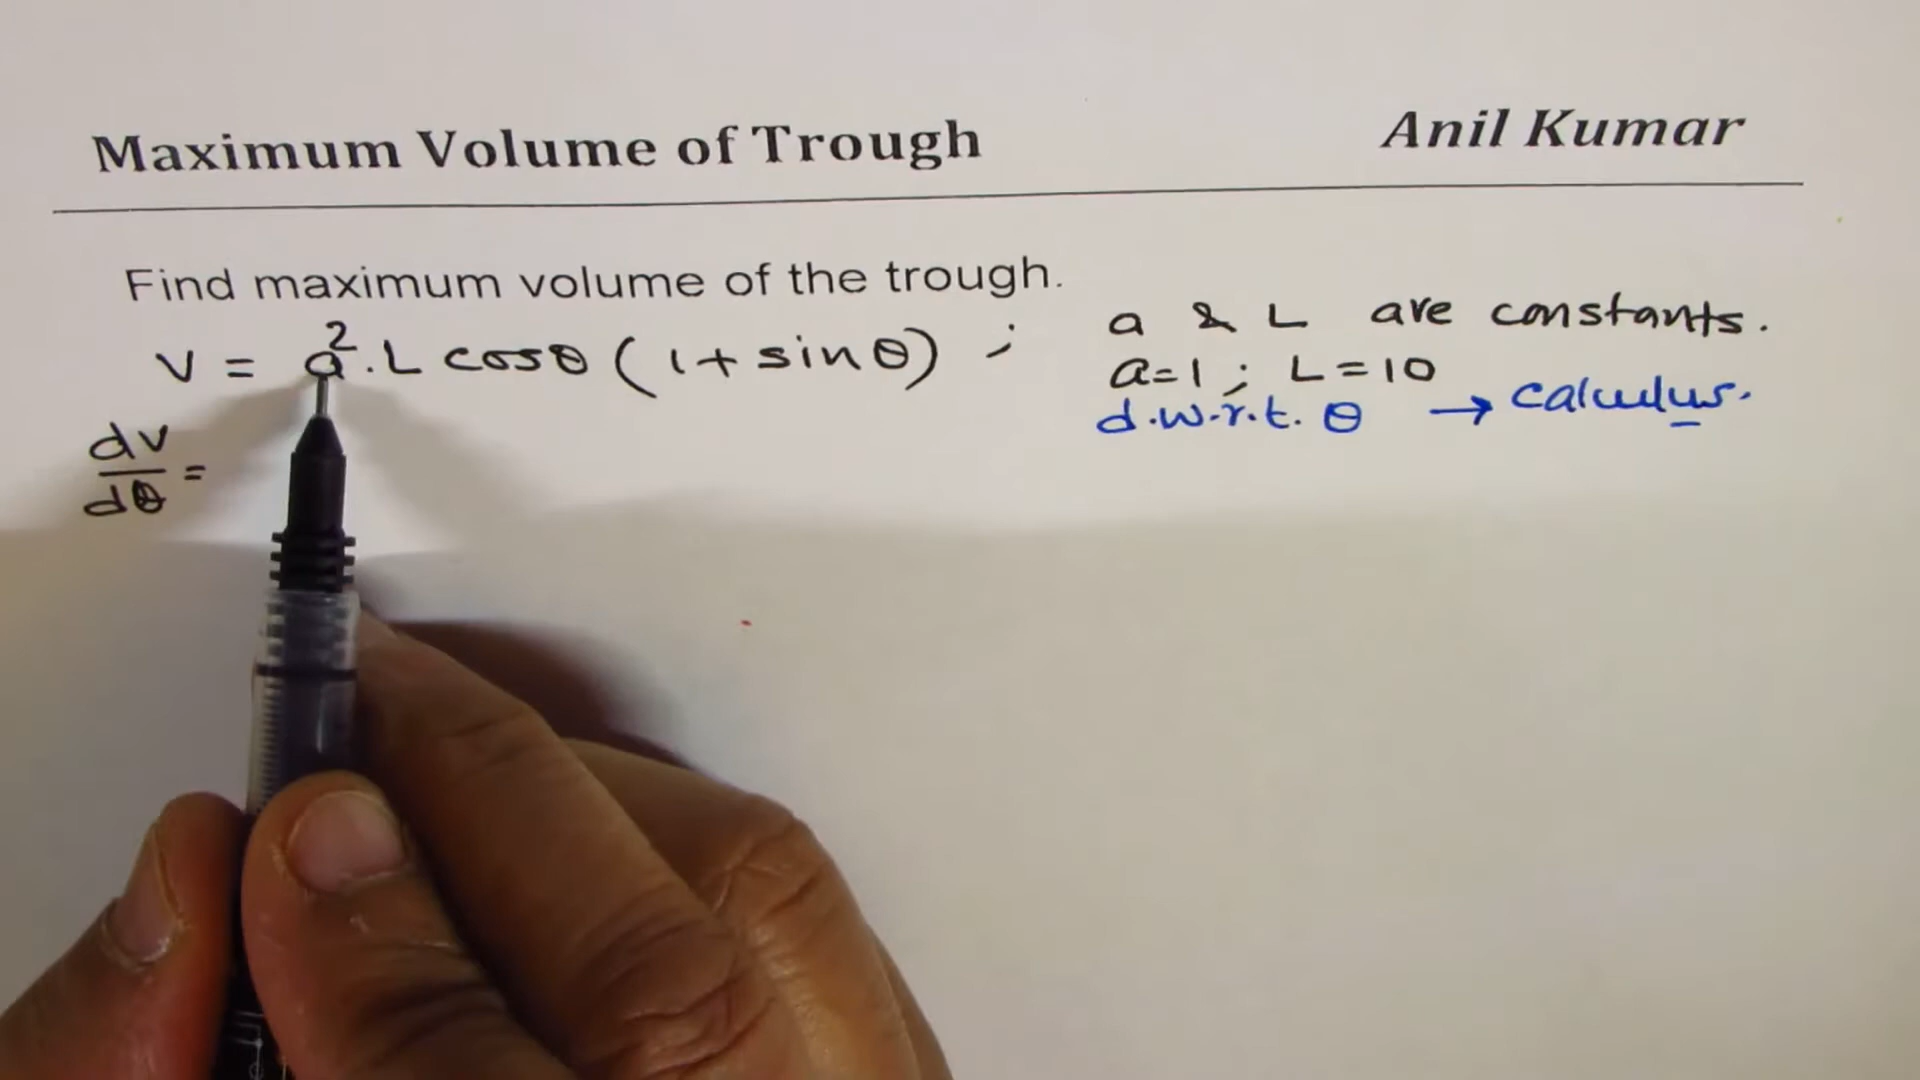 Maximum Volume of Trough
Anil Kumar
Find maximum volume of the trough.
V = a². L cosθ (1 + sinθ) ;
a & L are constants.
a=1 ; L = 10
d.w.r.t. θ → calculus.
dv/dθ =